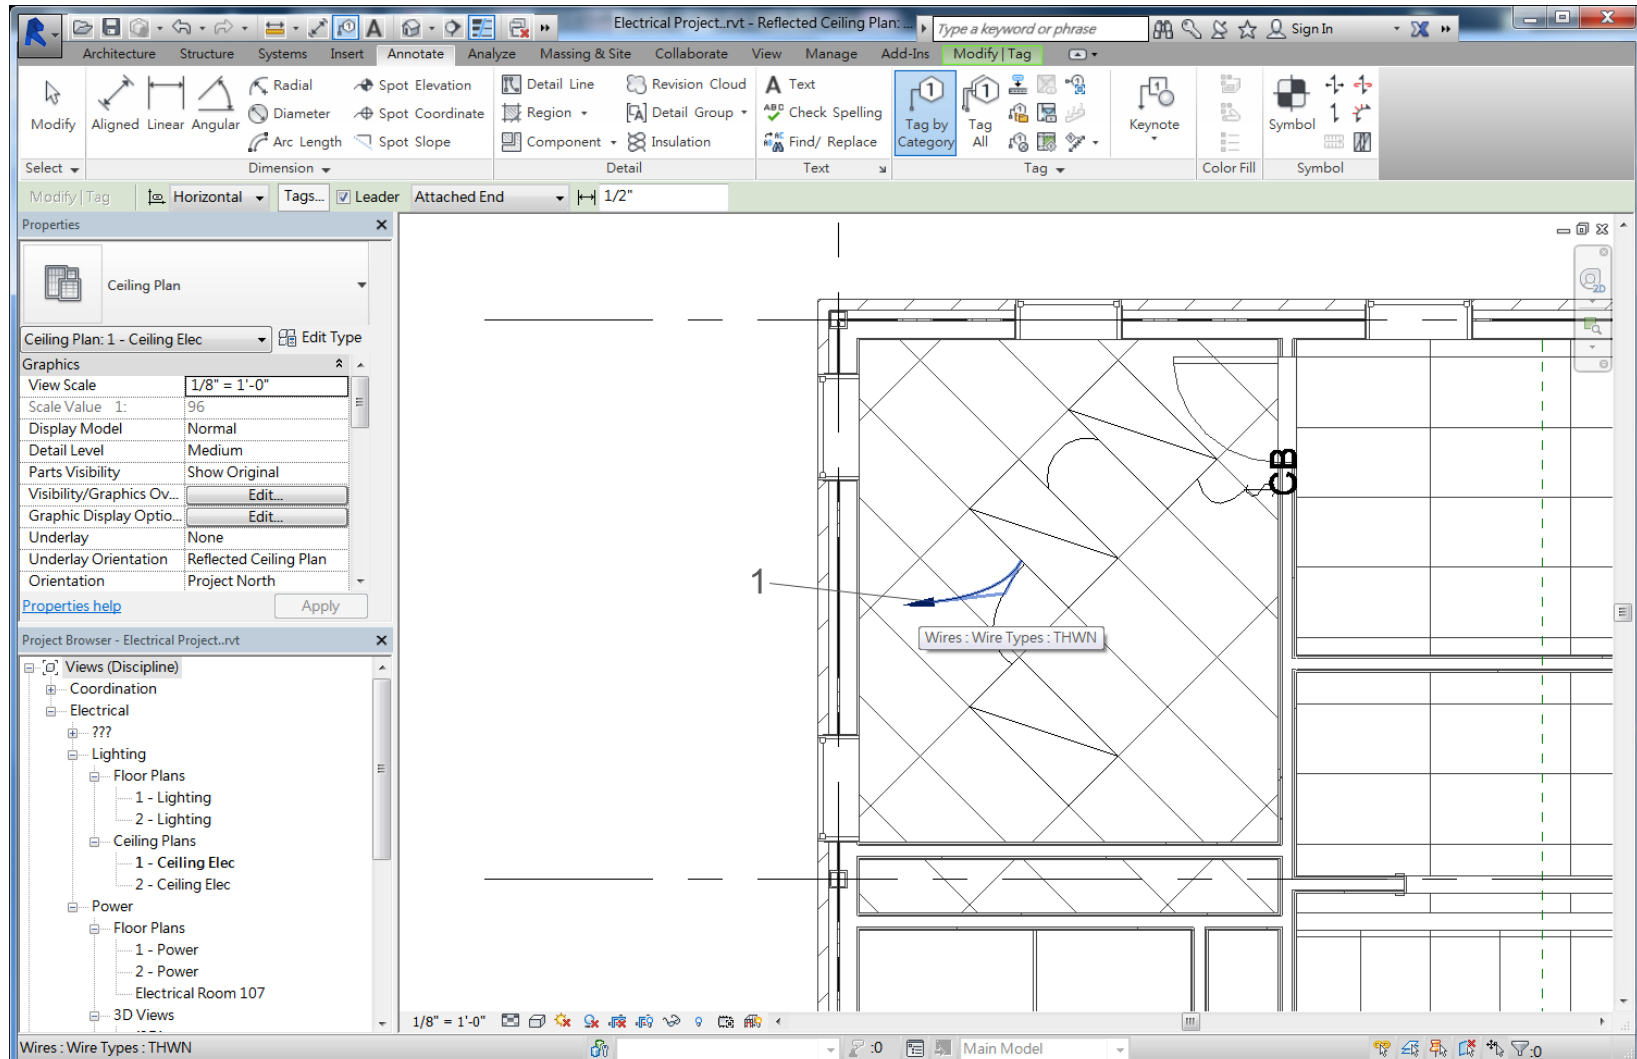 Electrical Project..rvt - Reflected Ceiling Plan: ...
Type a keyword or phrase
Sign In
Architecture Structure Systems Insert Annotate Analyze Massing & Site Collaborate View Manage Add-Ins Modify | Tag
Modify
Aligned Linear Angular
Radial
Diameter
Arc Length
Spot Elevation
Spot Coordinate
Spot Slope
Detail Line
Region
Component
Revision Cloud
Detail Group
Insulation
A Text
ABC Check Spelling
Find/ Replace
Tag by Category
Tag All
Keynote
Symbol
Select Dimension Detail Text Tag Color Fill Symbol
Modify | Tag Horizontal Tags... Leader Attached End 1/2"
Properties
Ceiling Plan
Ceiling Plan: 1 - Ceiling Elec Edit Type
Graphics
View Scale 1/8" = 1'-0"
Scale Value 1: 96
Display Model Normal
Detail Level Medium
Parts Visibility Show Original
Visibility/Graphics Ov... Edit...
Graphic Display Optio... Edit...
Underlay None
Underlay Orientation Reflected Ceiling Plan
Orientation Project North
Properties help Apply
Project Browser - Electrical Project..rvt
Views (Discipline)
Coordination
Electrical
???
Lighting
Floor Plans
1 - Lighting
2 - Lighting
Ceiling Plans
1 - Ceiling Elec
2 - Ceiling Elec
Power
Floor Plans
1 - Power
2 - Power
Electrical Room 107
3D Views
2D
CB
1
Wires : Wire Types : THWN
1/8" = 1'-0"
Wires : Wire Types : THWN
:0
Main Model
:0